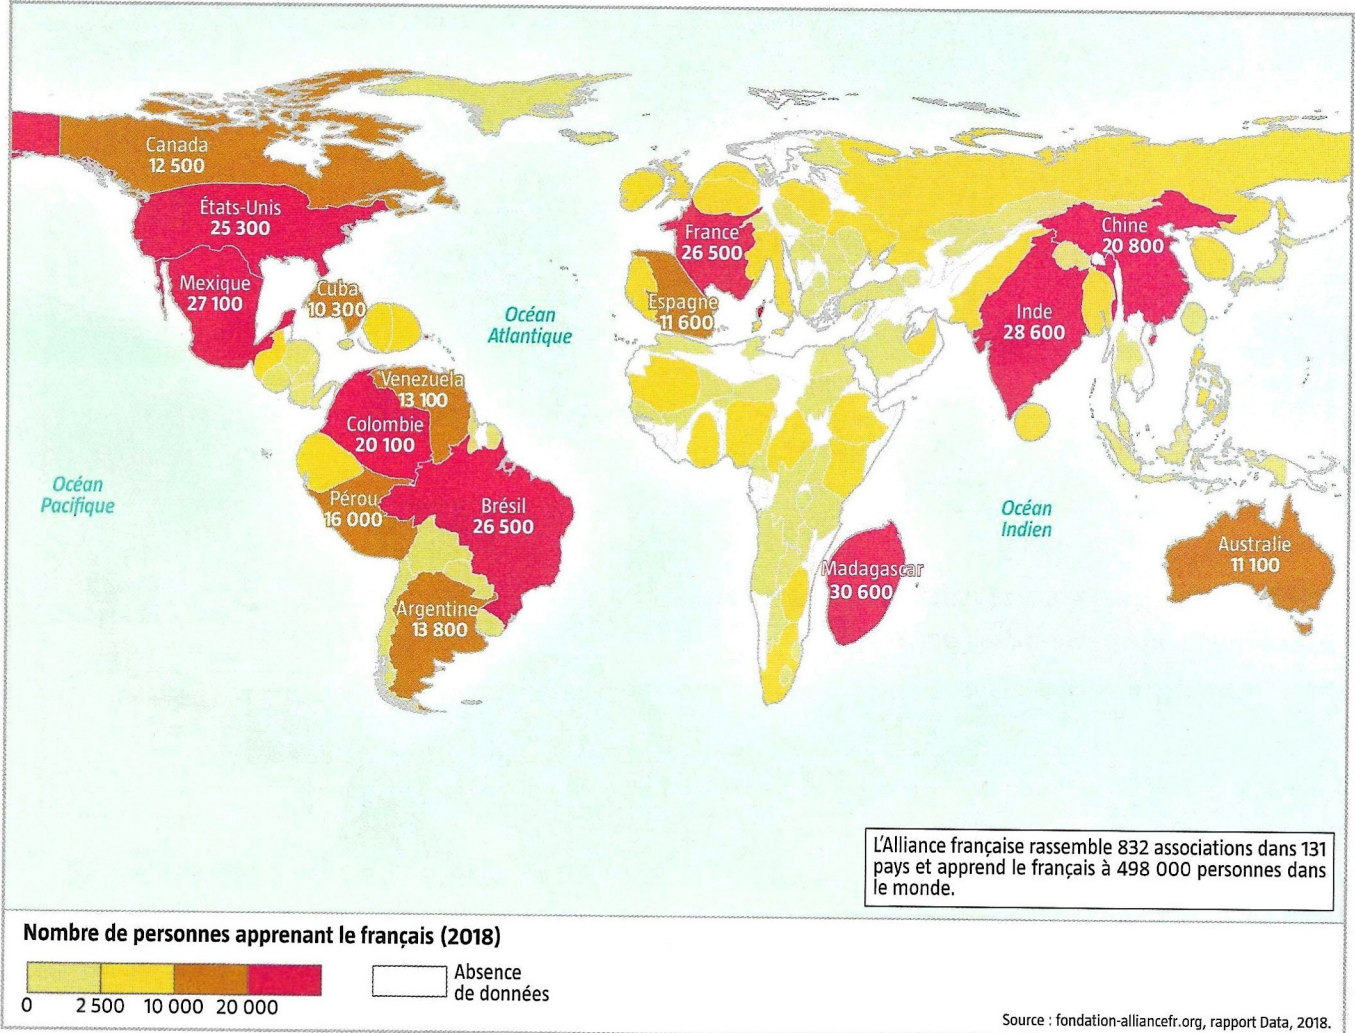 Canada
12 500
États-Unis
25 300
Mexique
27 100
Cuba
10 300
Océan
Atlantique
France
26 500
Espagne
11 600
Chine
20 800
Inde
28 600
Venezuela
13 100
Colombie
20 100
Océan
Pacifique
Pérou
16 000
Brésil
26 500
Océan
Indien
Madagascar
30 600
Australie
11 100
Argentine
13 800
L'Alliance française rassemble 832 associations dans 131
pays et apprend le français à 498 000 personnes dans
le monde.
Nombre de personnes apprenant le français (2018)
0 2 500 10 000 20 000
Absence
de données
Source : fondation-alliancefr.org, rapport Data, 2018.